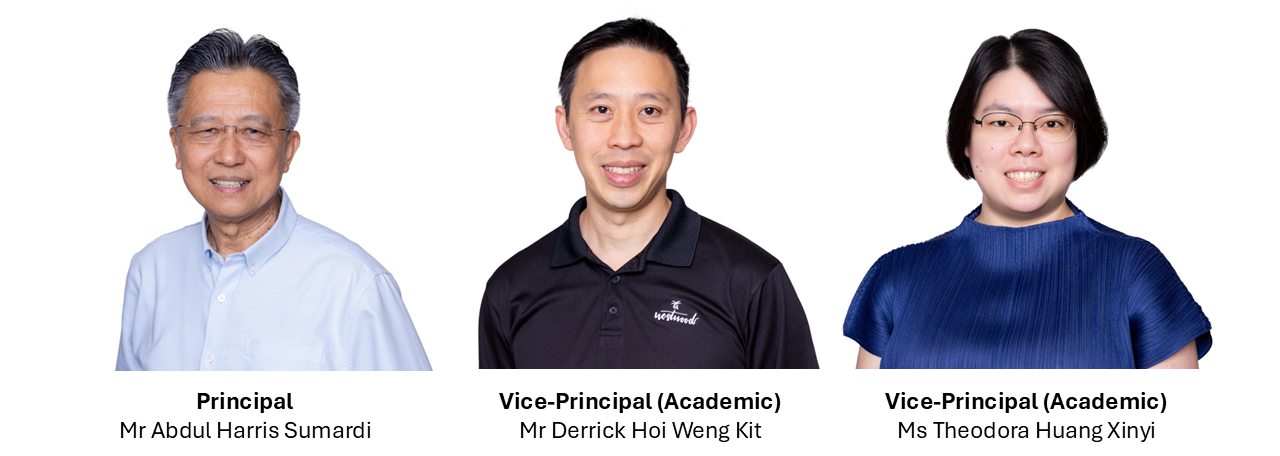 westwood
Principal
Mr Abdul Harris Sumardi
Vice-Principal (Academic)
Mr Derrick Hoi Weng Kit
Vice-Principal (Academic)
Ms Theodora Huang Xinyi